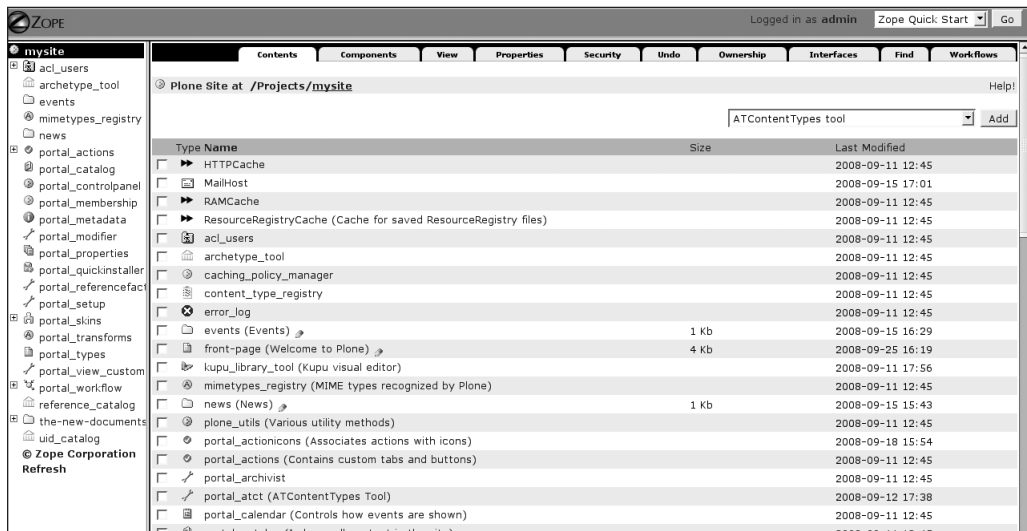 ZOPE
Logged in as admin
Zope Quick Start
Go
mysite
acl_users
archetype_tool
events
mimetypes_registry
news
portal_actions
portal_catalog
portal_controlpanel
portal_membership
portal_metadata
portal_modifier
portal_properties
portal_quickinstaller
portal_referencefact
portal_setup
portal_skins
portal_transforms
portal_types
portal_view_custom
portal_workflow
reference_catalog
the-new-documents
uid_catalog
© Zope Corporation
Refresh
Contents Components View Properties Security Undo Ownership Interfaces Find Workflows
Plone Site at /Projects/mysite Help!
ATContentTypes tool Add
Type Name Size Last Modified
HTTPCache 2008-09-11 12:45
MailHost 2008-09-15 17:01
RAMCache 2008-09-11 12:45
ResourceRegistryCache (Cache for saved ResourceRegistry files) 2008-09-11 12:45
acl_users 2008-09-11 12:45
archetype_tool 2008-09-11 12:45
caching_policy_manager 2008-09-11 12:45
content_type_registry 2008-09-11 12:45
error_log 2008-09-11 12:45
events (Events) 1 Kb 2008-09-15 16:29
front-page (Welcome to Plone) 4 Kb 2008-09-25 16:19
kupu_library_tool (Kupu visual editor) 2008-09-11 17:56
mimetypes_registry (MIME types recognized by Plone) 2008-09-11 12:45
news (News) 1 Kb 2008-09-15 15:43
plone_utils (Various utility methods) 2008-09-11 12:45
portal_actionicons (Associates actions with icons) 2008-09-18 15:54
portal_actions (Contains custom tabs and buttons) 2008-09-11 12:45
portal_archivist 2008-09-11 12:45
portal_atct (ATContentTypes Tool) 2008-09-12 17:38
portal_calendar (Controls how events are shown) 2008-09-11 12:45